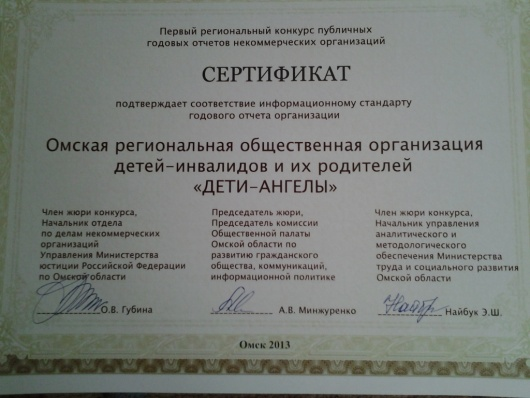 Первый региональный конкурс публичных
годовых отчетов некоммерческих организаций
СЕРТИФИКАТ
подтверждает соответствие информационному стандарту
годового отчета организации
Омская региональная общественная организация
детей-инвалидов и их родителей
«ДЕТИ-АНГЕЛЫ»
Член жюри конкурса,
Начальник отдела
по делам некоммерческих
организаций
Управления Министерства
юстиции Российской Федерации
по Омской области
О.В. Губина
Председатель жюри,
Председатель комиссии
Общественной палаты
Омской области по
развитию гражданского
общества, коммуникаций,
информационной политике
А.В. Минжуренко
Член жюри конкурса,
Начальник управления
аналитического и
методологического
обеспечения Министерства
труда и социального развития
Омской области
Найбук Э.Ш.
Омск 2013